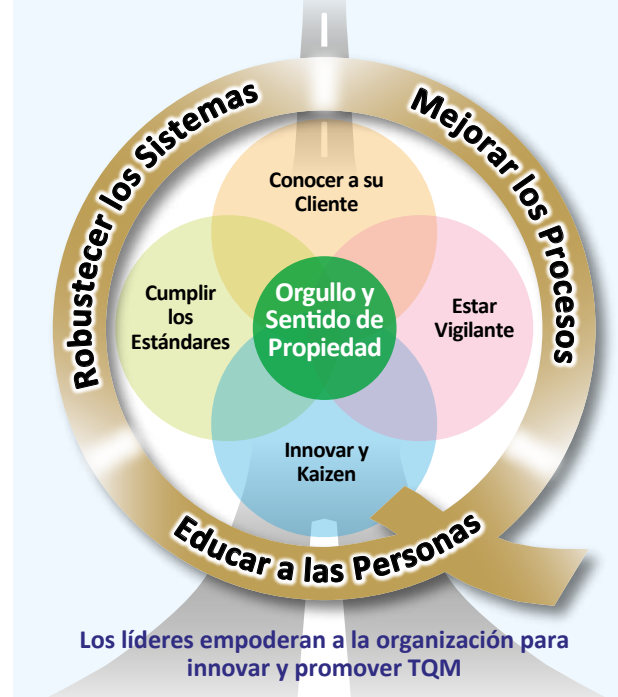 Robustecer los Sistemas
Mejorar los Procesos
Conocer a su
Cliente
Cumplir
los
Estándares
Orgullo y
Sentido de
Propiedad
Estar
Vigilante
Innovar y
Kaizen
Educar a las Personas
Los líderes empoderan a la organización para
innovar y promover TQM